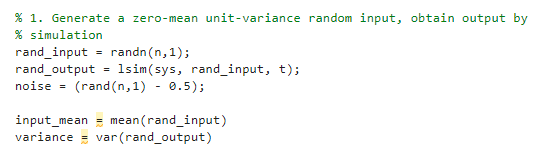 % 1. Generate a zero-mean unit-variance random input, obtain output by
% simulation
rand_input = randn(n,1);
rand_output = lsim(sys, rand_input, t);
noise = (rand(n,1) - 0.5);
input_mean = mean(rand_input)
variance = var(rand_output)